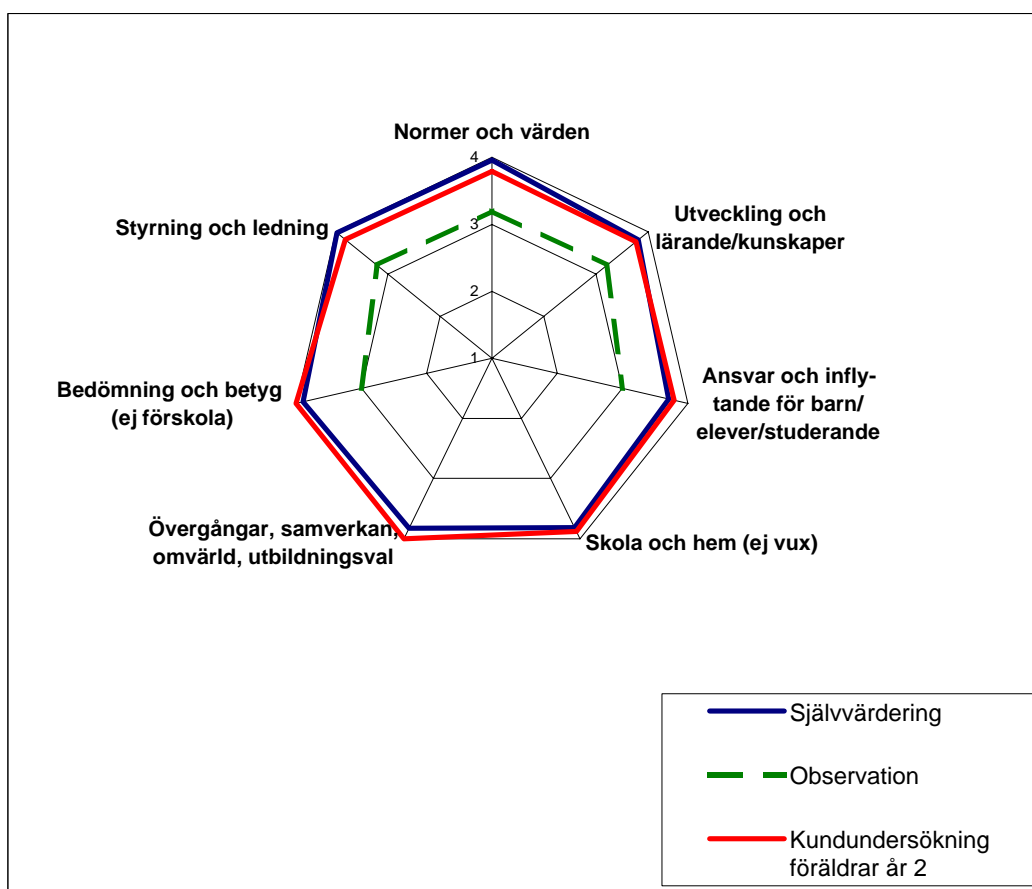 Normer och värden
4
Utveckling och
lärande/kunskaper
Styrning och ledning
3
2
1
Ansvar och infly-
tande för barn/
elever/studerande
Bedömning och betyg
(ej förskola)
Övergångar, samverkan,
omvärld, utbildningsval
Skola och hem (ej vux)
Självvärdering
Observation
Kundundersökning
föräldrar år 2